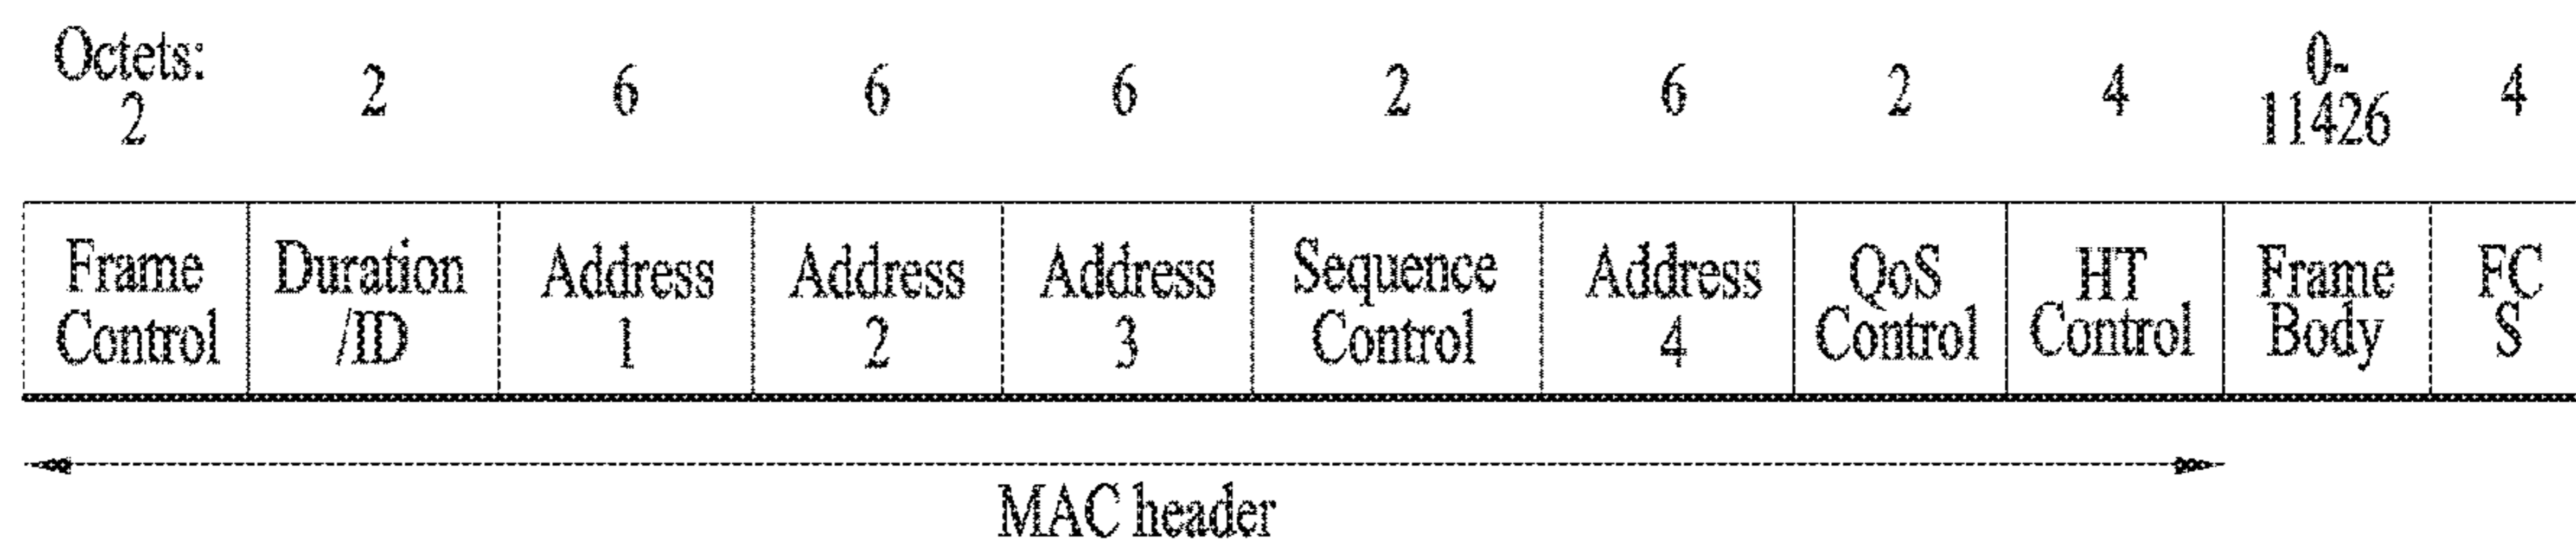 Octets:
2 2 6 6 6 2 6 2 4 0-
11426 4
Frame Control Duration /ID Address 1 Address 2 Address 3 Sequence Control Address 4 QoS Control HT Control Frame Body FC S
MAC header